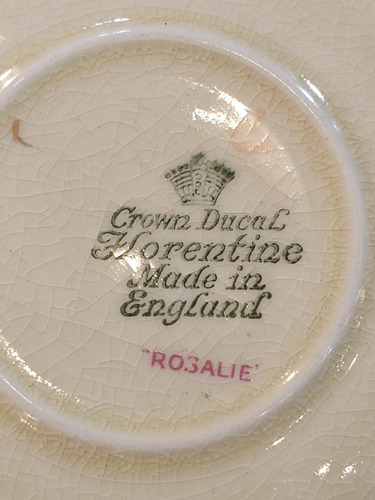 Crown Ducal
Florentine
Made in
England
"ROSALIE"